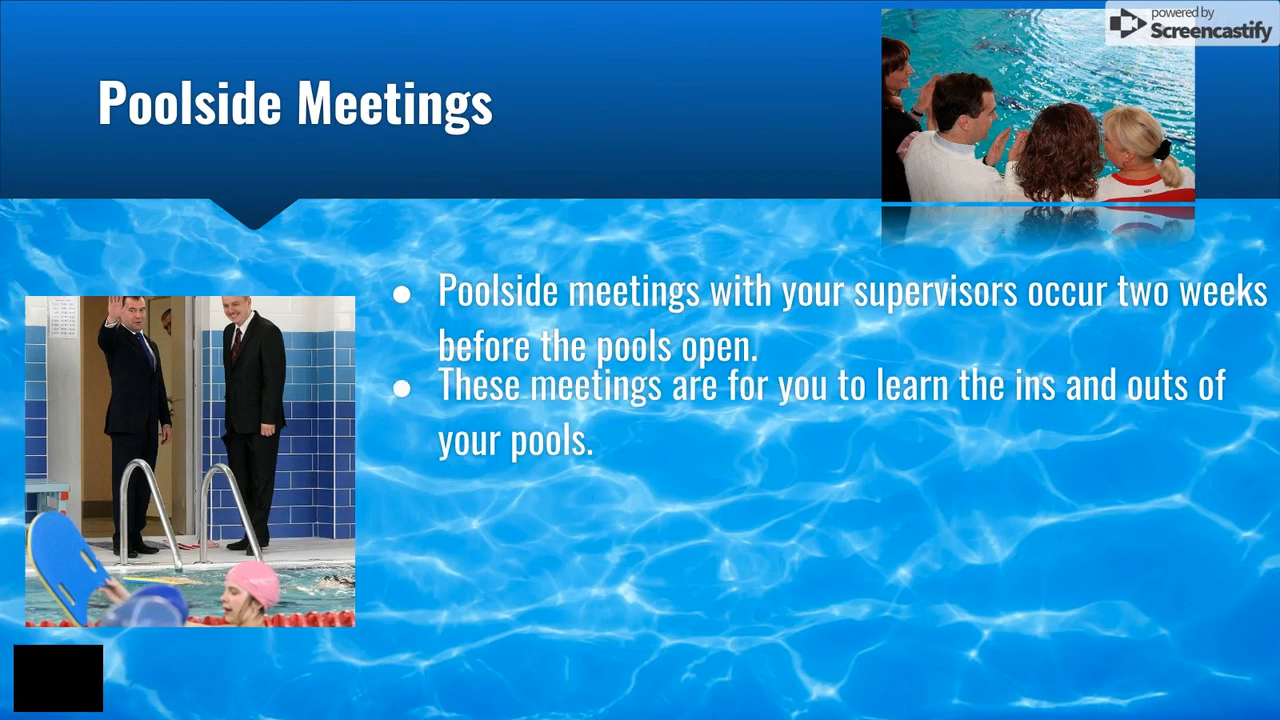 powered by
Screencastify
Poolside Meetings
● Poolside meetings with your supervisors occur two weeks
before the pools open.
● These meetings are for you to learn the ins and outs of
your pools.